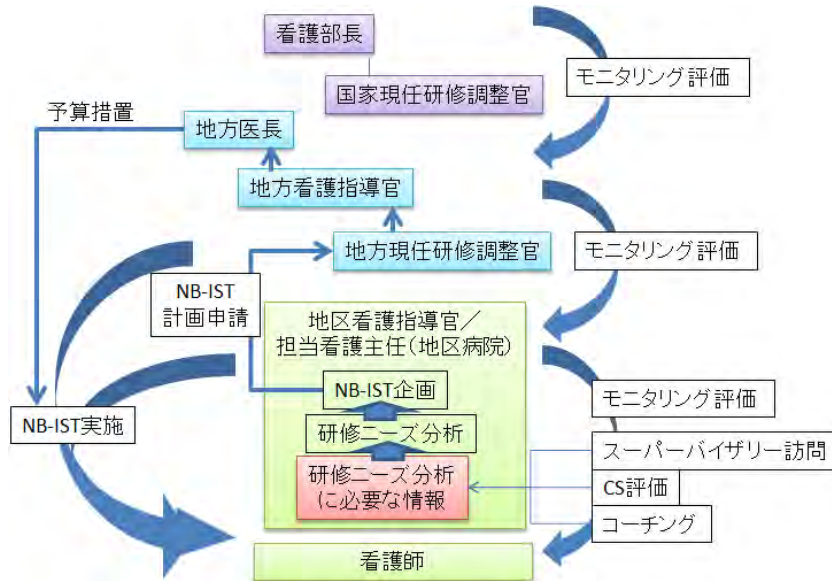 看護部長
国家現任研修調整官
モニタリング評価
予算措置
地方医長
地方看護指導官
地方現任研修調整官
モニタリング評価
NB-IST
計画申請
地区看護指導官／
担当看護主任（地区病院）
NB-IST企画
研修ニーズ分析
研修ニーズ分析
に必要な情報
NB-IST実施
モニタリング評価
スーパーバイザリー訪問
CS評価
コーチング
看護師